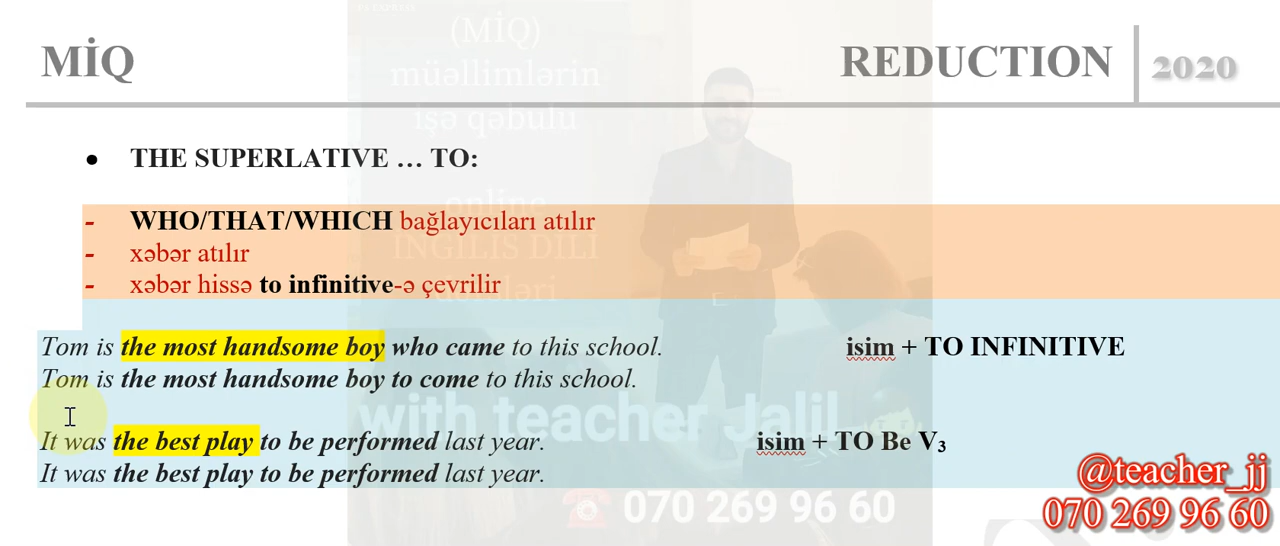 (MİQ)
müəllimlərin
işə qəbulu
online
İNGİLİS DİLİ
dərsləri
MİQ REDUCTION 2020
• THE SUPERLATIVE … TO:
- WHO/THAT/WHICH bağlayıcıları atılır
- xəbər atılır
- xəbər hissə to infinitive-ə çevrilir
Tom is the most handsome boy who came to this school. isim + TO INFINITIVE
Tom is the most handsome boy to come to this school.
with teacher Jalil
It was the best play to be performed last year. isim + TO Be V₃
It was the best play to be performed last year.
@teacher_jj
070 269 96 60
☎ 070 269 96 60